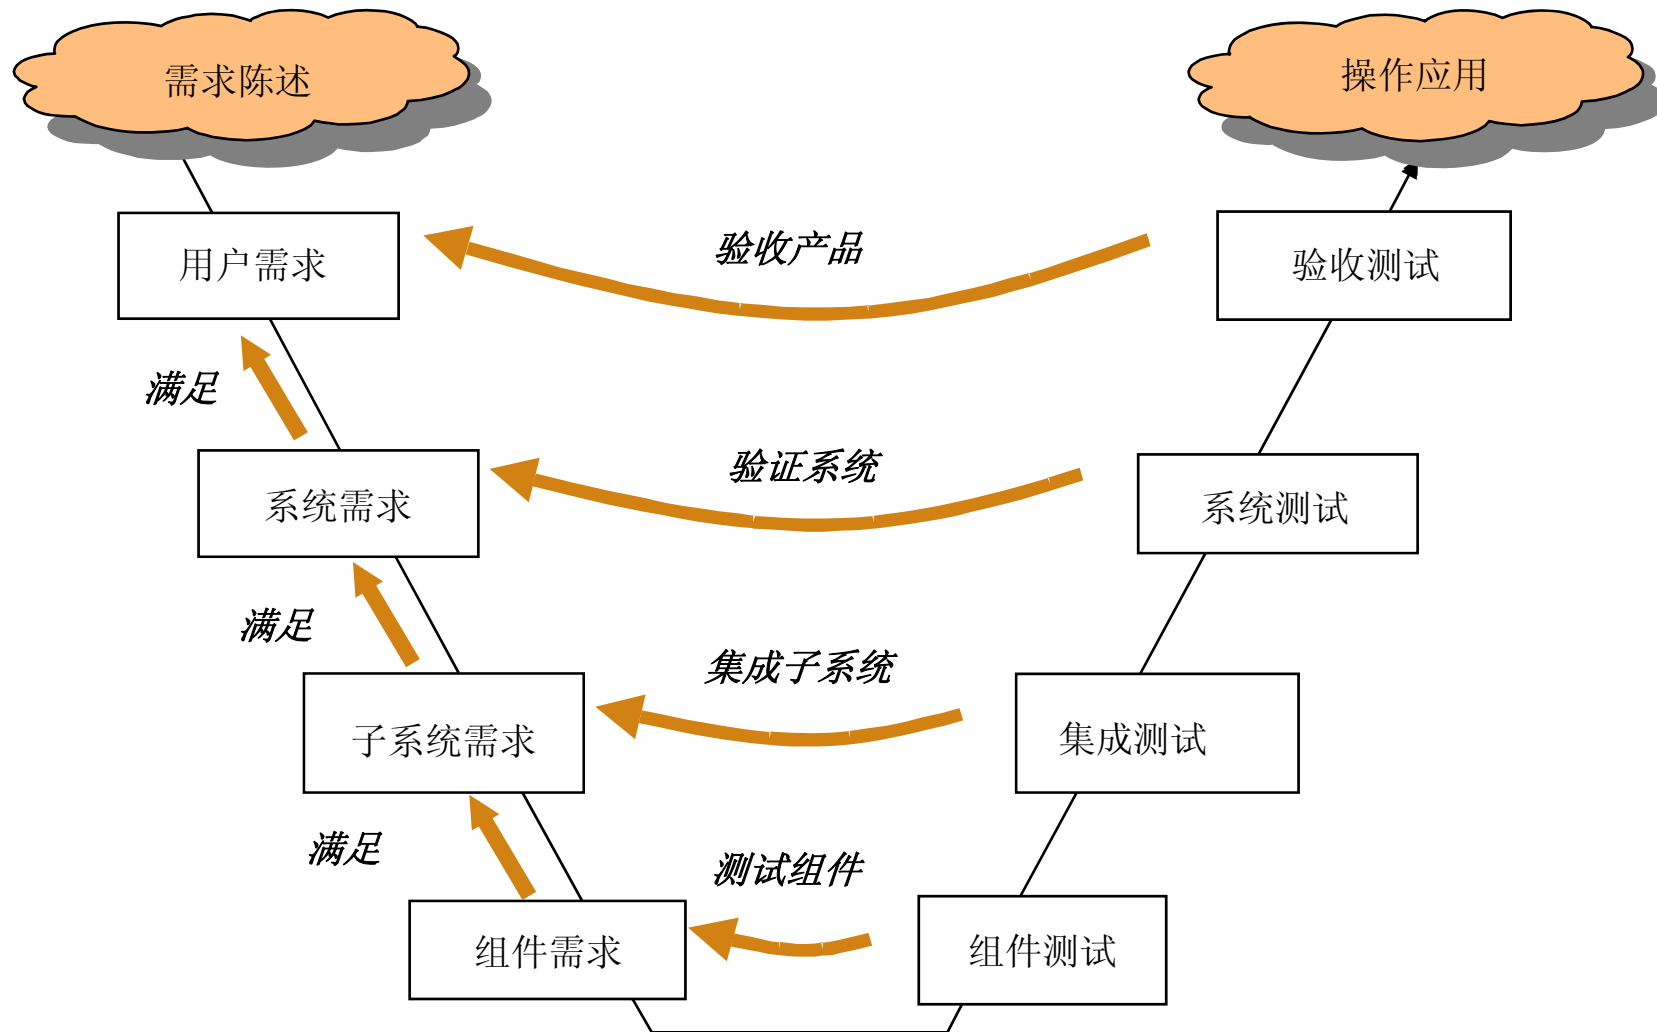 需求陈述
操作应用
用户需求
验收产品
验收测试
满足
系统需求
验证系统
系统测试
满足
子系统需求
集成子系统
集成测试
满足
组件需求
测试组件
组件测试